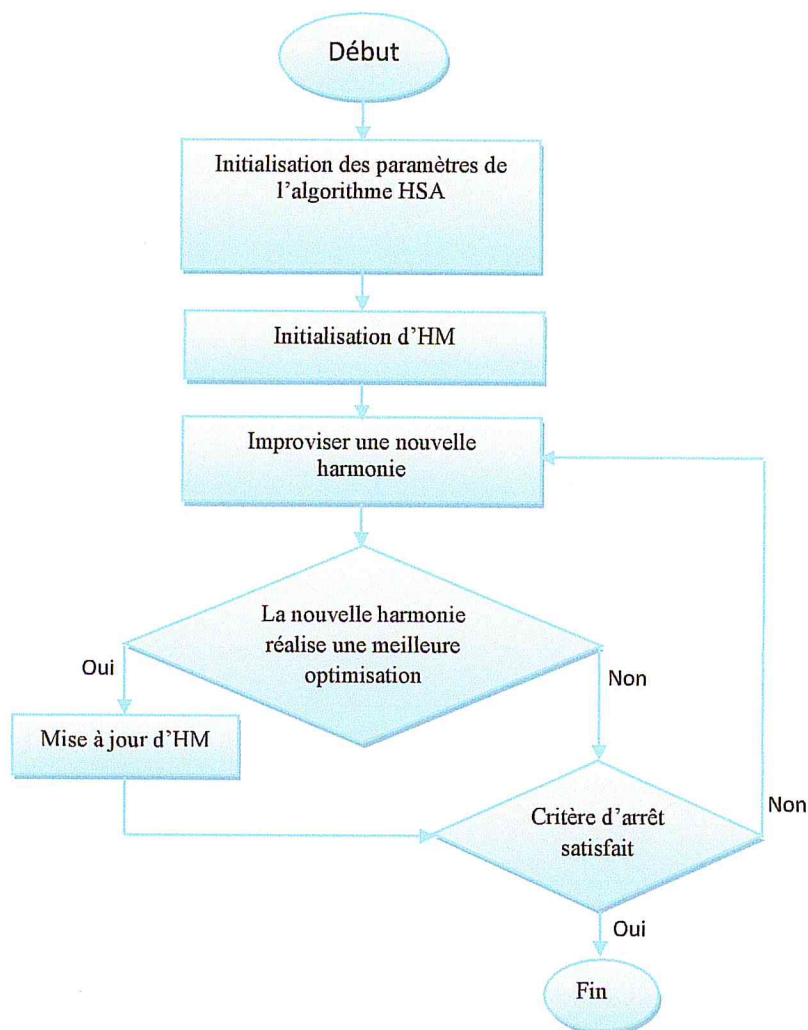 Début
Initialisation des paramètres de
l'algorithme HSA
Initialisation d'HM
Improviser une nouvelle
harmonie
La nouvelle harmonie
réalise une meilleure
optimisation
Oui
Non
Mise à jour d'HM
Critère d'arrêt
satisfait
Non
Oui
Fin